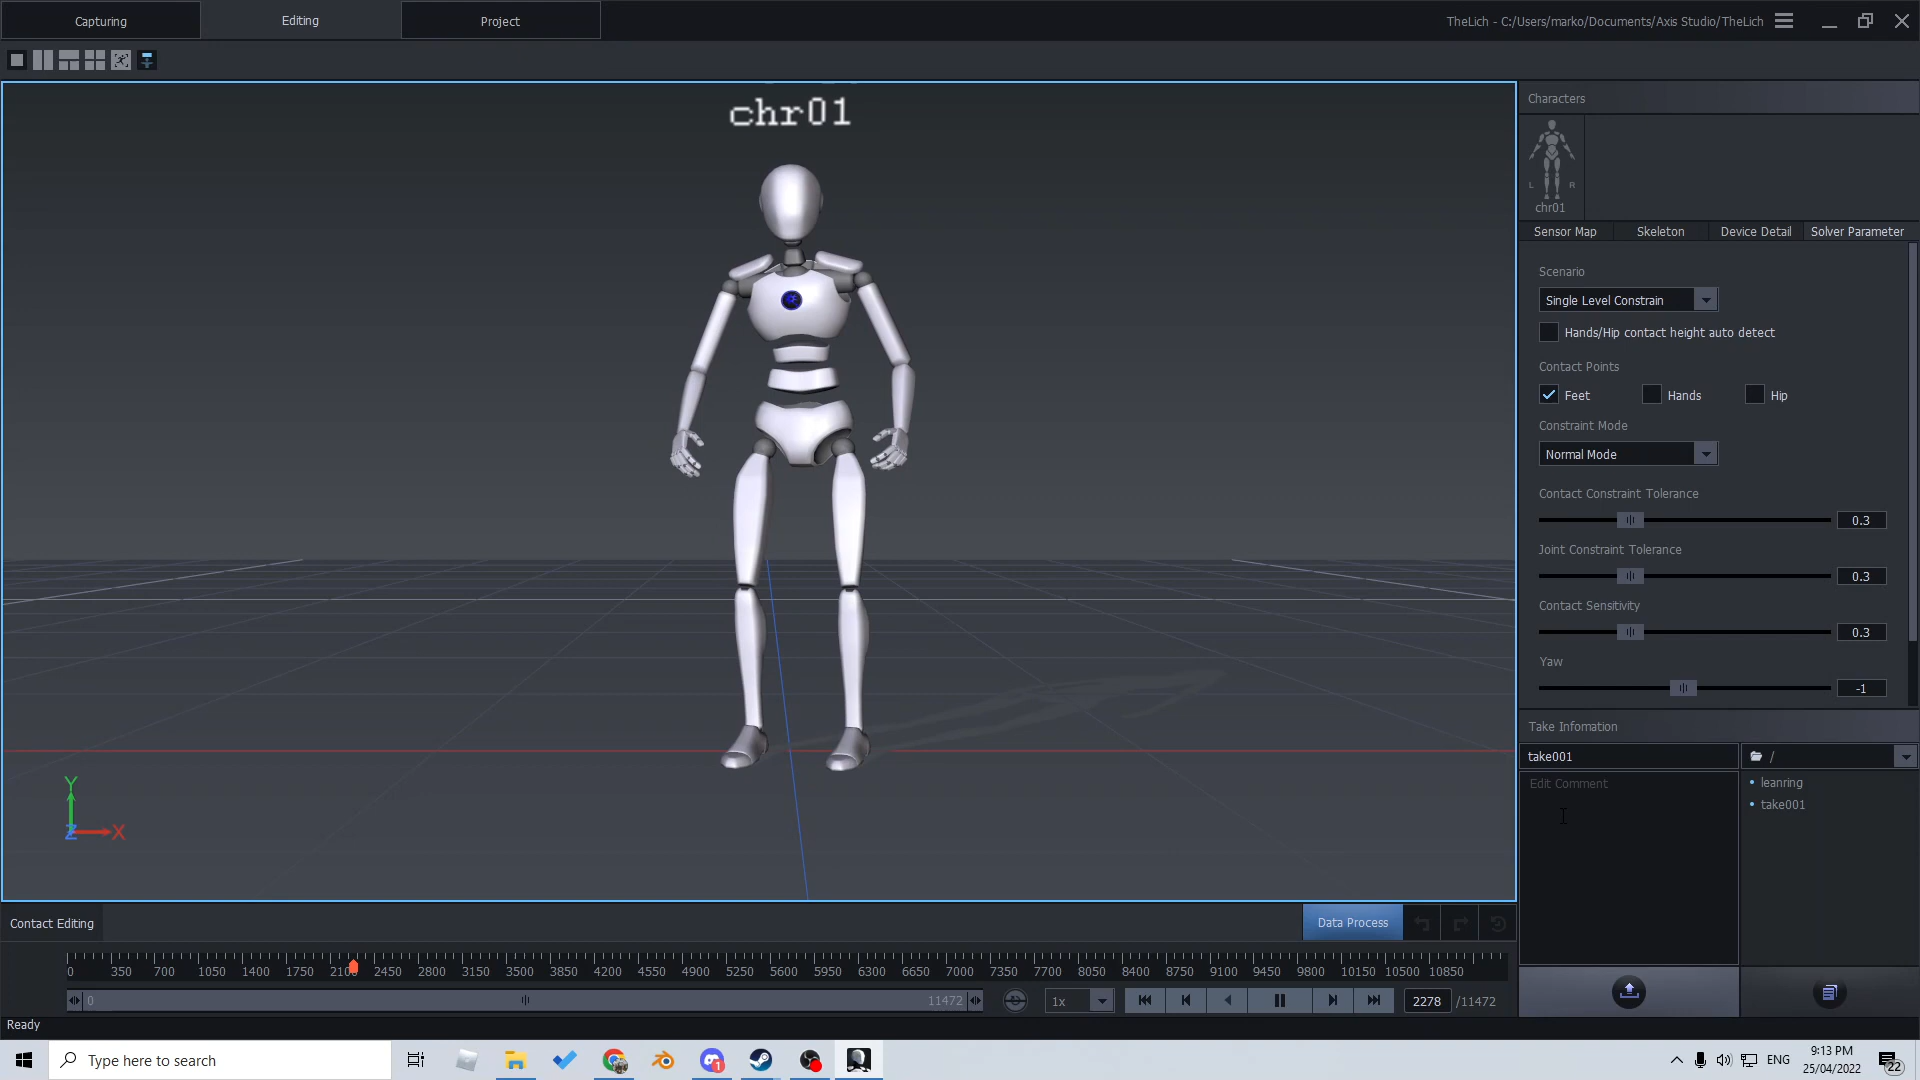 Capturing
Editing
Project
TheLich - C:/Users/marko/Documents/Axis Studio/TheLich
chr01
Characters
L R
chr01
Sensor Map
Skeleton
Device Detail
Solver Parameter
Scenario
Single Level Constrain
Hands/Hip contact height auto detect
Contact Points
Feet
Hands
Hip
Constraint Mode
Normal Mode
Contact Constraint Tolerance
0.3
Joint Constraint Tolerance
0.3
Contact Sensitivity
0.3
Yaw
-1
Take Infomation
take001
/
Edit Comment
leanring
take001
Y
Z X
Contact Editing
Data Process
0 350 700 1050 1400 1750 2100 2450 2800 3150 3500 3850 4200 4550 4900 5250 5600 5950 6300 6650 7000 7350 7700 8050 8400 8750 9100 9450 9800 10150 10500 10850
0
11472
1x
2278 /11472
Ready
Type here to search
1
ENG
9:13 PM
25/04/2022
22